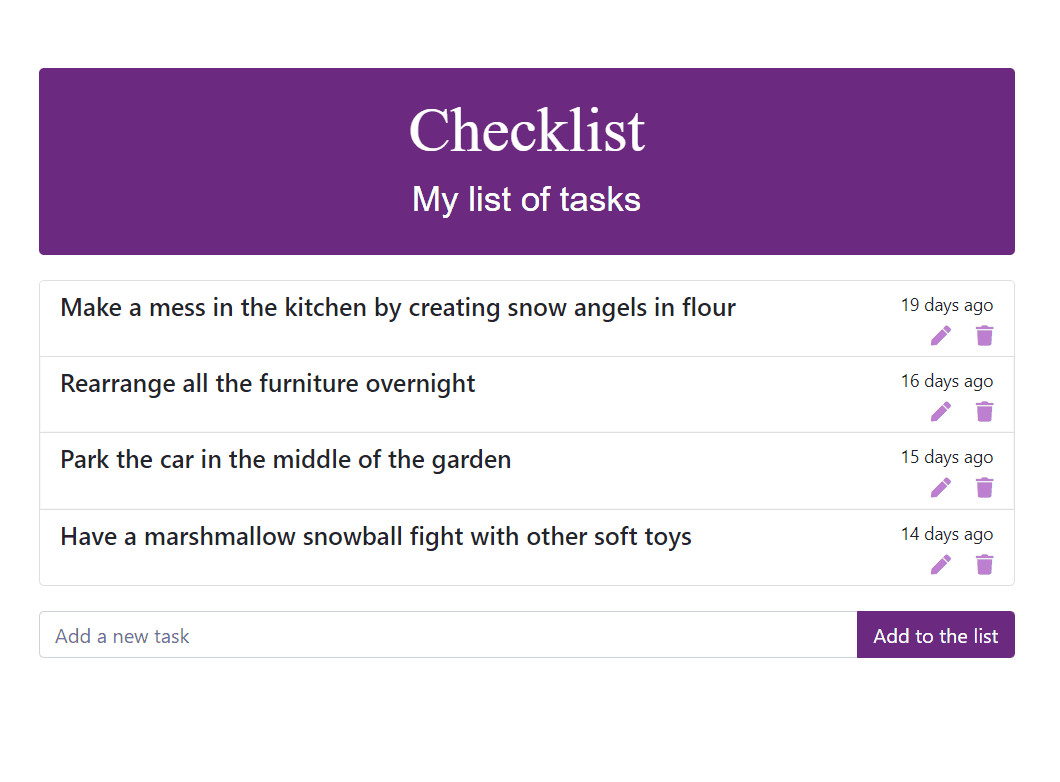 Checklist
My list of tasks
Make a mess in the kitchen by creating snow angels in flour
19 days ago
Rearrange all the furniture overnight
16 days ago
Park the car in the middle of the garden
15 days ago
Have a marshmallow snowball fight with other soft toys
14 days ago
Add a new task
Add to the list